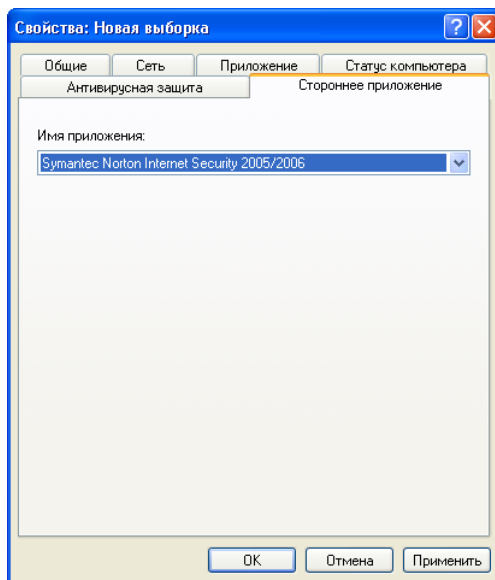 Свойства: Новая выборка
Общие Сеть Приложение Статус компьютера
Антивирусная защита Стороннее приложение
Имя приложения:
Symantec Norton Internet Security 2005/2006
OK Отмена Применить